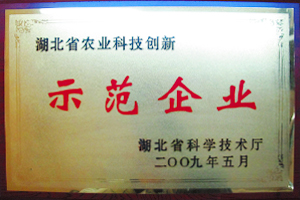 湖北省农业科技创新
示范企业
湖北省科学技术厅
二〇〇九年五月